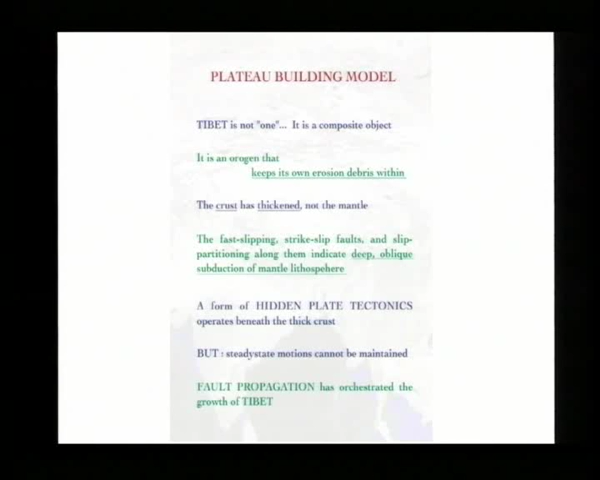 PLATEAU BUILDING MODEL
TIBET is not "one"... It is a composite object
It is an orogen that
keeps its own erosion debris within
The crust has thickened, not the mantle
The fast-slipping, strike-slip faults, and slip-
partitioning along them indicate deep, oblique
subduction of mantle lithospehere
A form of HIDDEN PLATE TECTONICS
operates beneath the thick crust
BUT : steadystate motions cannot be maintained
FAULT PROPAGATION has orchestrated the
growth of TIBET